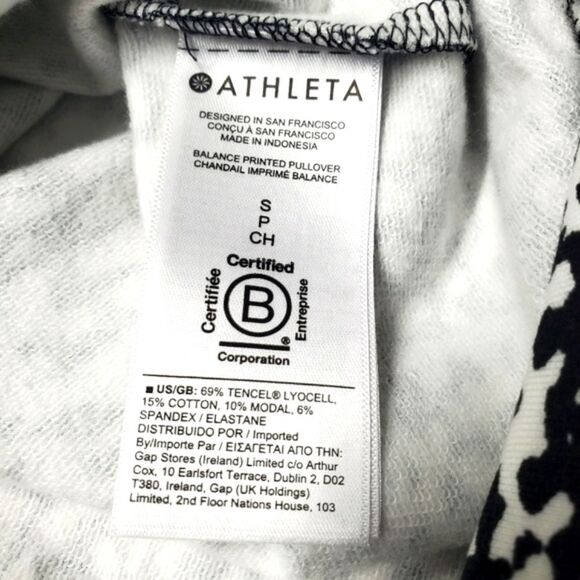 ATHLETA
DESIGNED IN SAN FRANCISCO
CONÇU À SAN FRANCISCO
MADE IN INDONESIA
BALANCE PRINTED PULLOVER
CHANDAIL IMPRIMÉ BALANCE
S
P
CH
Certified
Certifiée
B
Entreprise
®
Corporation
■ US/GB: 69% TENCEL® LYOCELL,
15% COTTON, 10% MODAL, 6%
SPANDEX / ELASTANE
DISTRIBUIDO POR / Imported
By/Importe Par / ΕΙΣΑΓΕΤΑΙ ΑΠΟ ΤΗΝ:
Gap Stores (Ireland) Limited c/o Arthur
Cox, 10 Earlsfort Terrace, Dublin 2, D02
T380, Ireland, Gap (UK Holdings)
Limited, 2nd Floor Nations House, 103